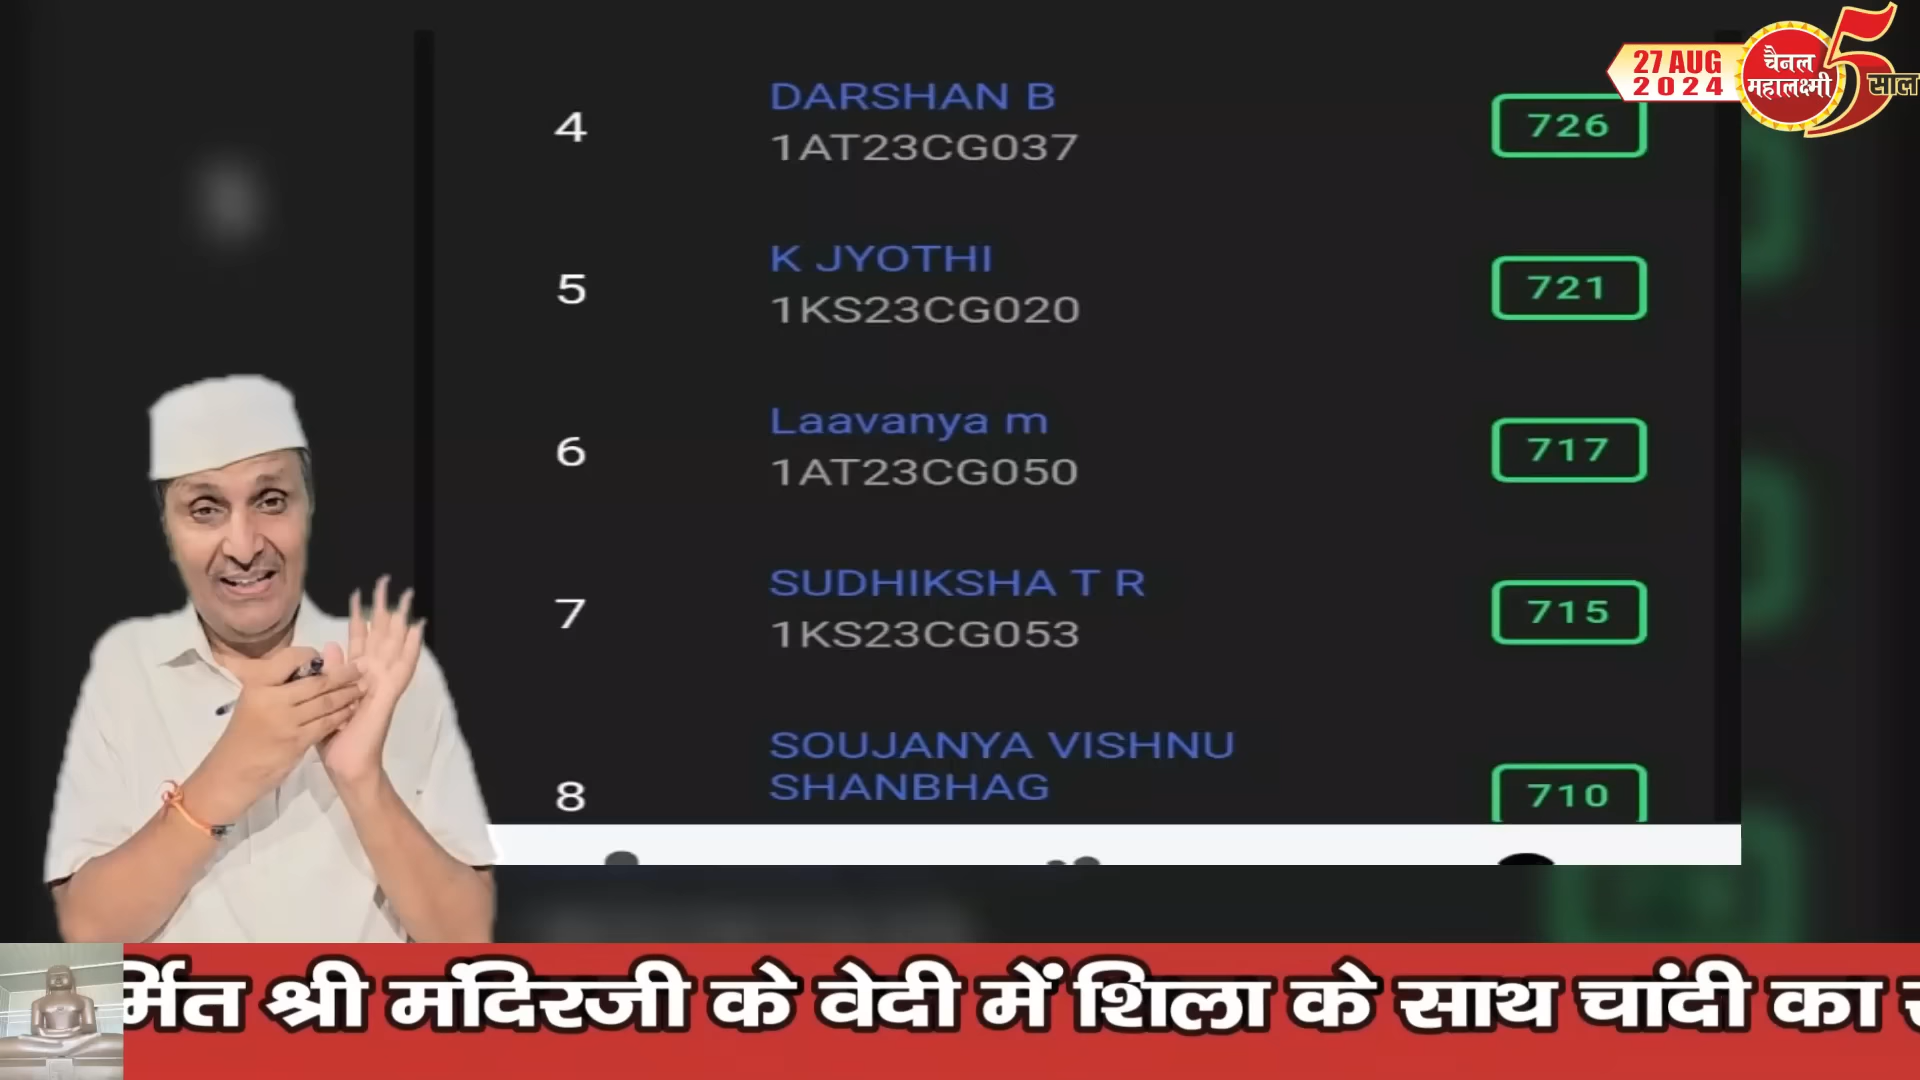 27 AUG
2024
चैनल
महालक्ष्मी
5
साल
4
DARSHAN B
1AT23CG037
726
5
K JYOTHI
1KS23CG020
721
6
Laavanya m
1AT23CG050
717
7
SUDHIKSHA T R
1KS23CG053
715
8
SOUJANYA VISHNU
SHANBHAG
710
र्मित श्री मंदिरजी के वेदी में शिला के साथ चांदी का